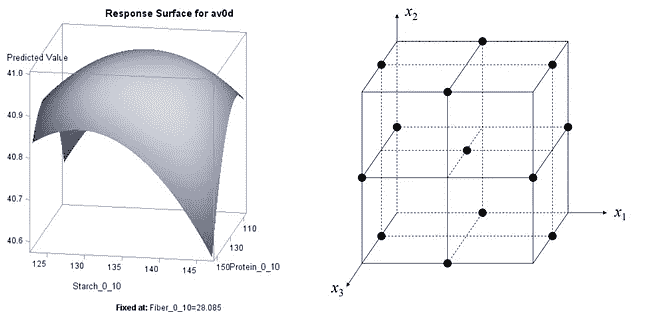 Response Surface for av0d
Predicted Value
41.0
40.9
40.8
40.7
40.6
125
130
135
140
145
150
Protein_0_10
110
130
Starch_0_10
Fixed at: Fiber_0_10=28.085
x2
x1
x3